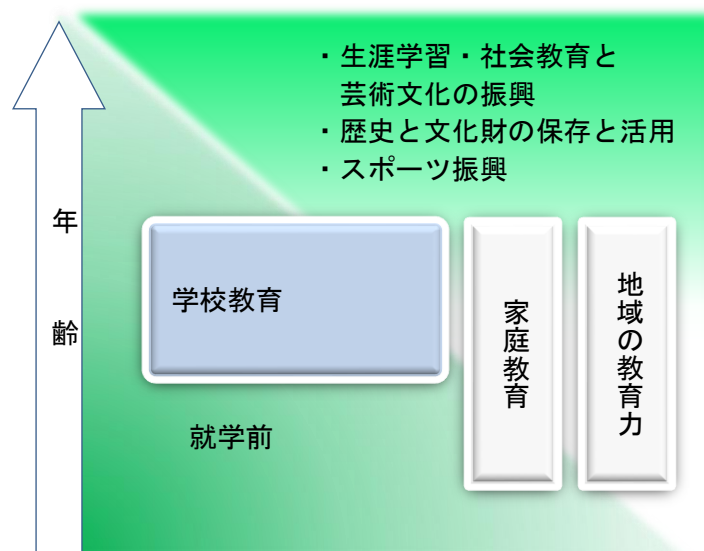 ・生涯学習・社会教育と
芸術文化の振興
・歴史と文化財の保存と活用
・スポーツ振興
年齢
学校教育
家庭教育
地域の教育力
就学前